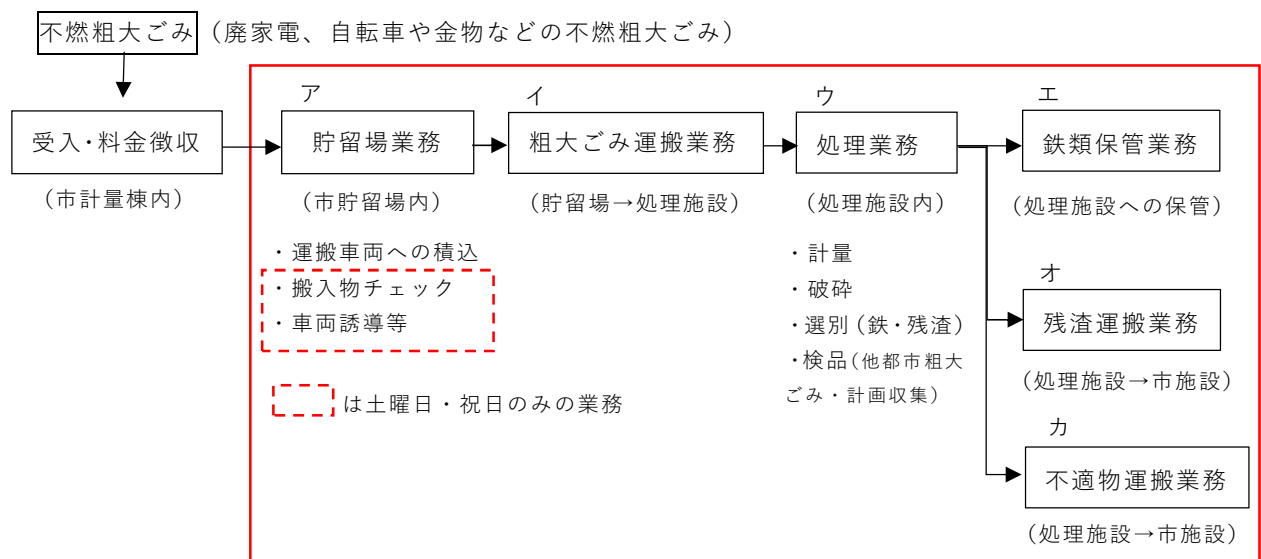 不燃粗大ごみ（廃家電、自転車や金物などの不燃粗大ごみ）
受入・料金徴収
（市計量棟内）
ア
貯留場業務
（市貯留場内）
・運搬車両への積込
・搬入物チェック
・車両誘導等
は土曜日・祝日のみの業務
イ
粗大ごみ運搬業務
（貯留場→処理施設）
ウ
処理業務
（処理施設内）
・計量
・破砕
・選別（鉄・残渣）
・検品（他都市粗大
ごみ・計画収集）
エ
鉄類保管業務
（処理施設への保管）
オ
残渣運搬業務
（処理施設→市施設）
カ
不適物運搬業務
（処理施設→市施設）